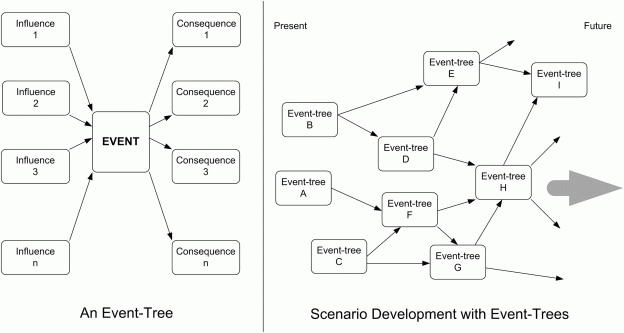 Influence
1
Influence
2
Influence
3
Influence
n
EVENT
Consequence
1
Consequence
2
Consequence
3
Consequence
n
An Event-Tree
Present
Future
Event-tree
E
Event-tree
I
Event-tree
B
Event-tree
D
Event-tree
H
Event-tree
A
Event-tree
F
Event-tree
C
Event-tree
G
Scenario Development with Event-Trees